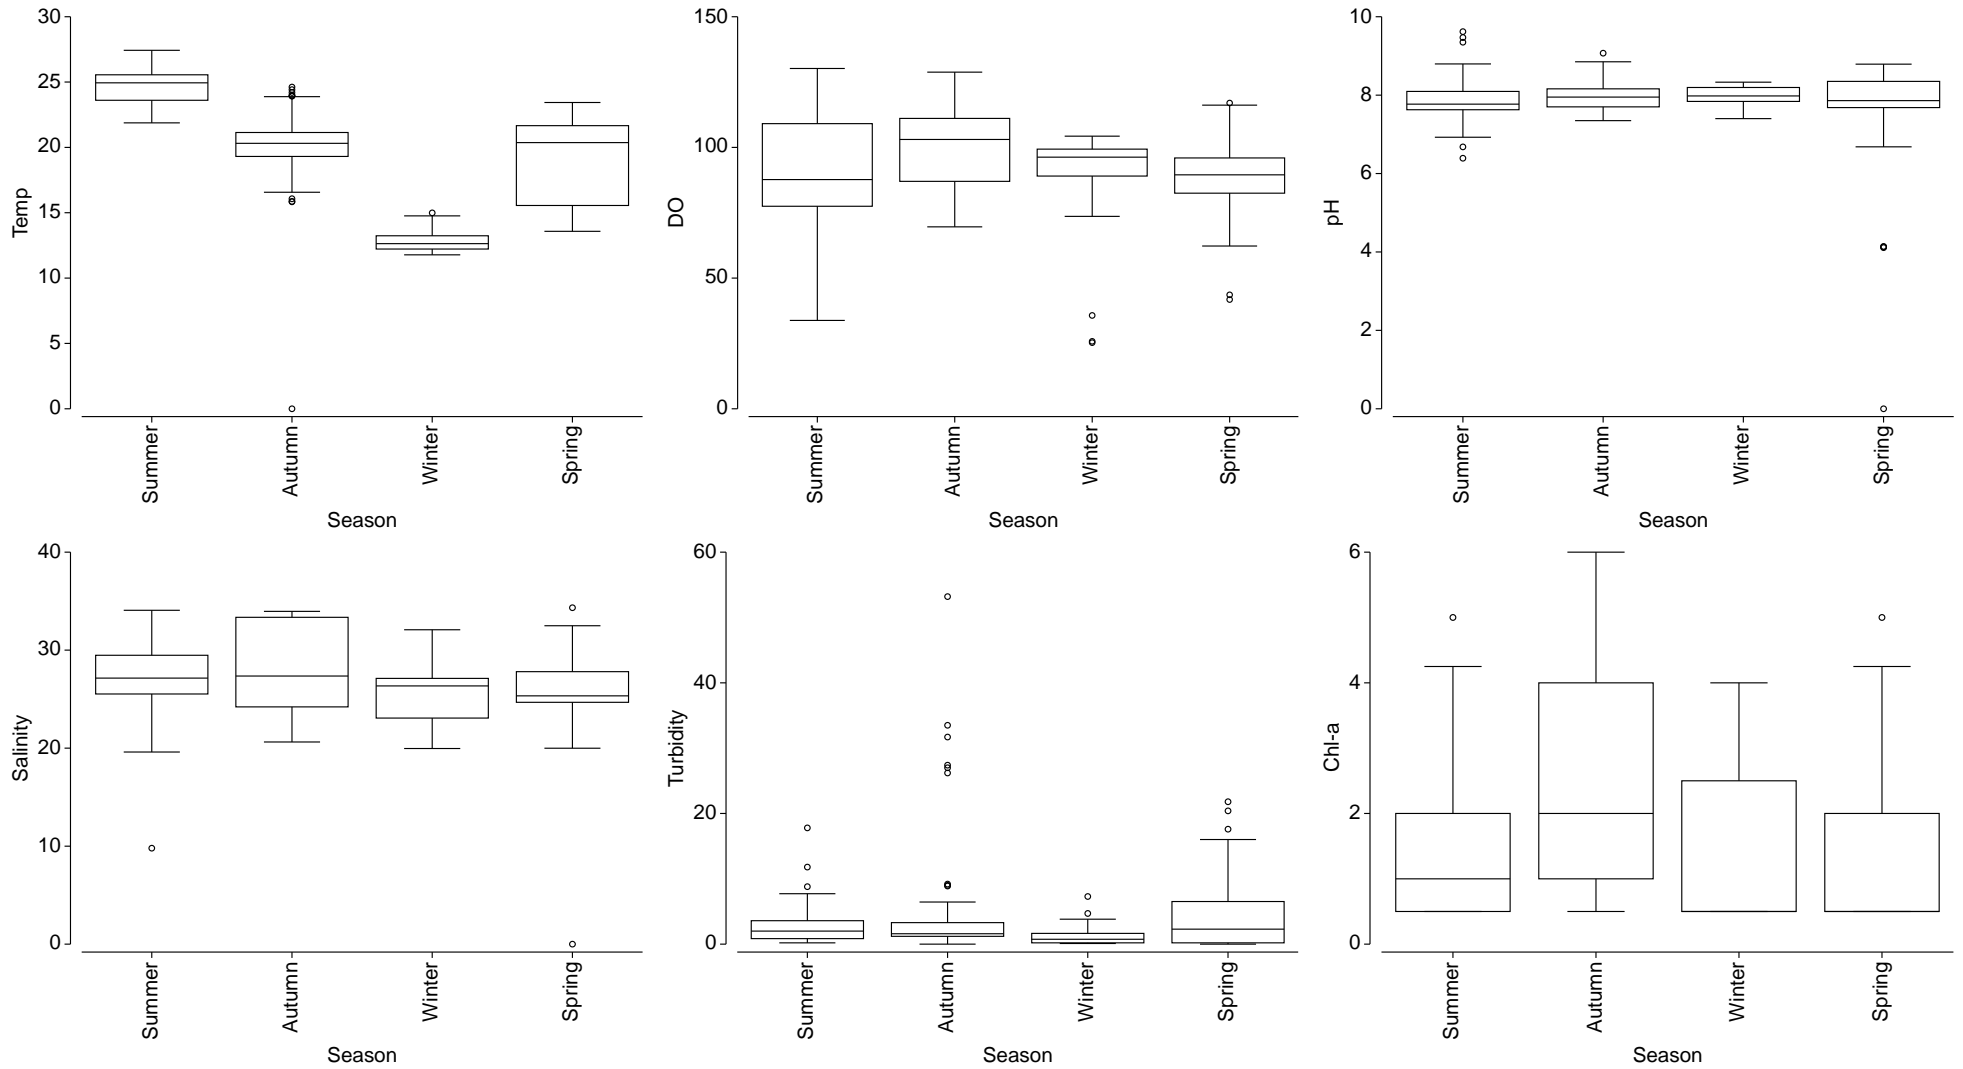 30
25
20
15
10
5
0
Temp
Summer
Autumn
Winter
Spring
Season
150
100
50
0
DO
Summer
Autumn
Winter
Spring
Season
10
8
6
4
2
0
pH
Summer
Autumn
Winter
Spring
Season
40
30
20
10
0
Salinity
Summer
Autumn
Winter
Spring
Season
60
40
20
0
Turbidity
Summer
Autumn
Winter
Spring
Season
6
4
2
0
Chl-a
Summer
Autumn
Winter
Spring
Season